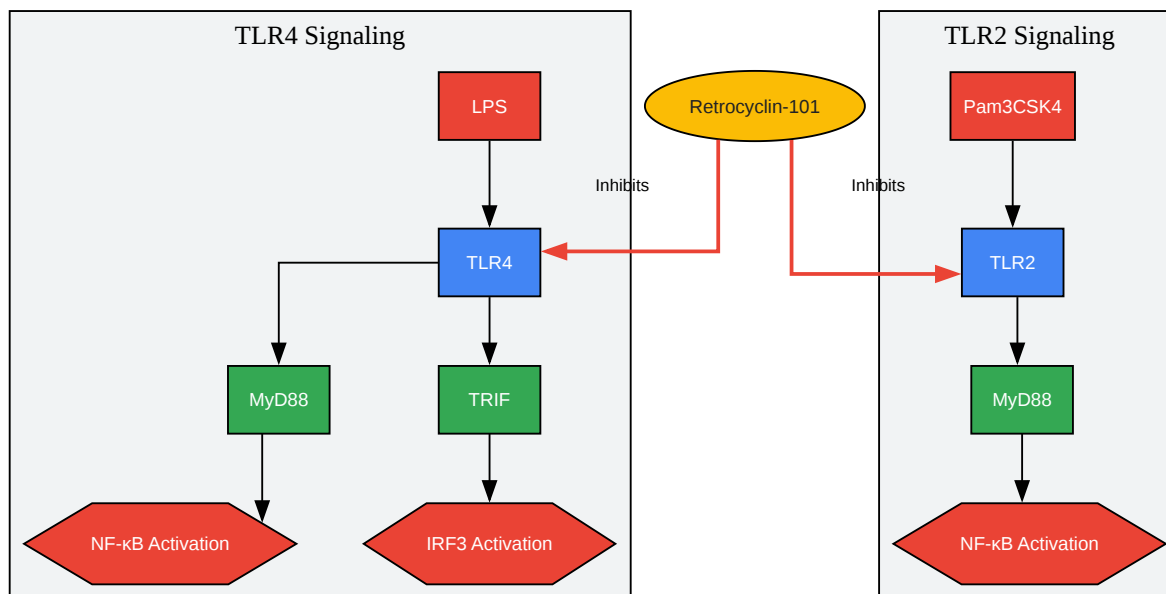 TLR4 Signaling
TLR2 Signaling
LPS
Retrocyclin-101
Pam3CSK4
Inhibits
Inhibits
TLR4
TLR2
MyD88
TRIF
MyD88
NF-κB Activation
IRF3 Activation
NF-κB Activation